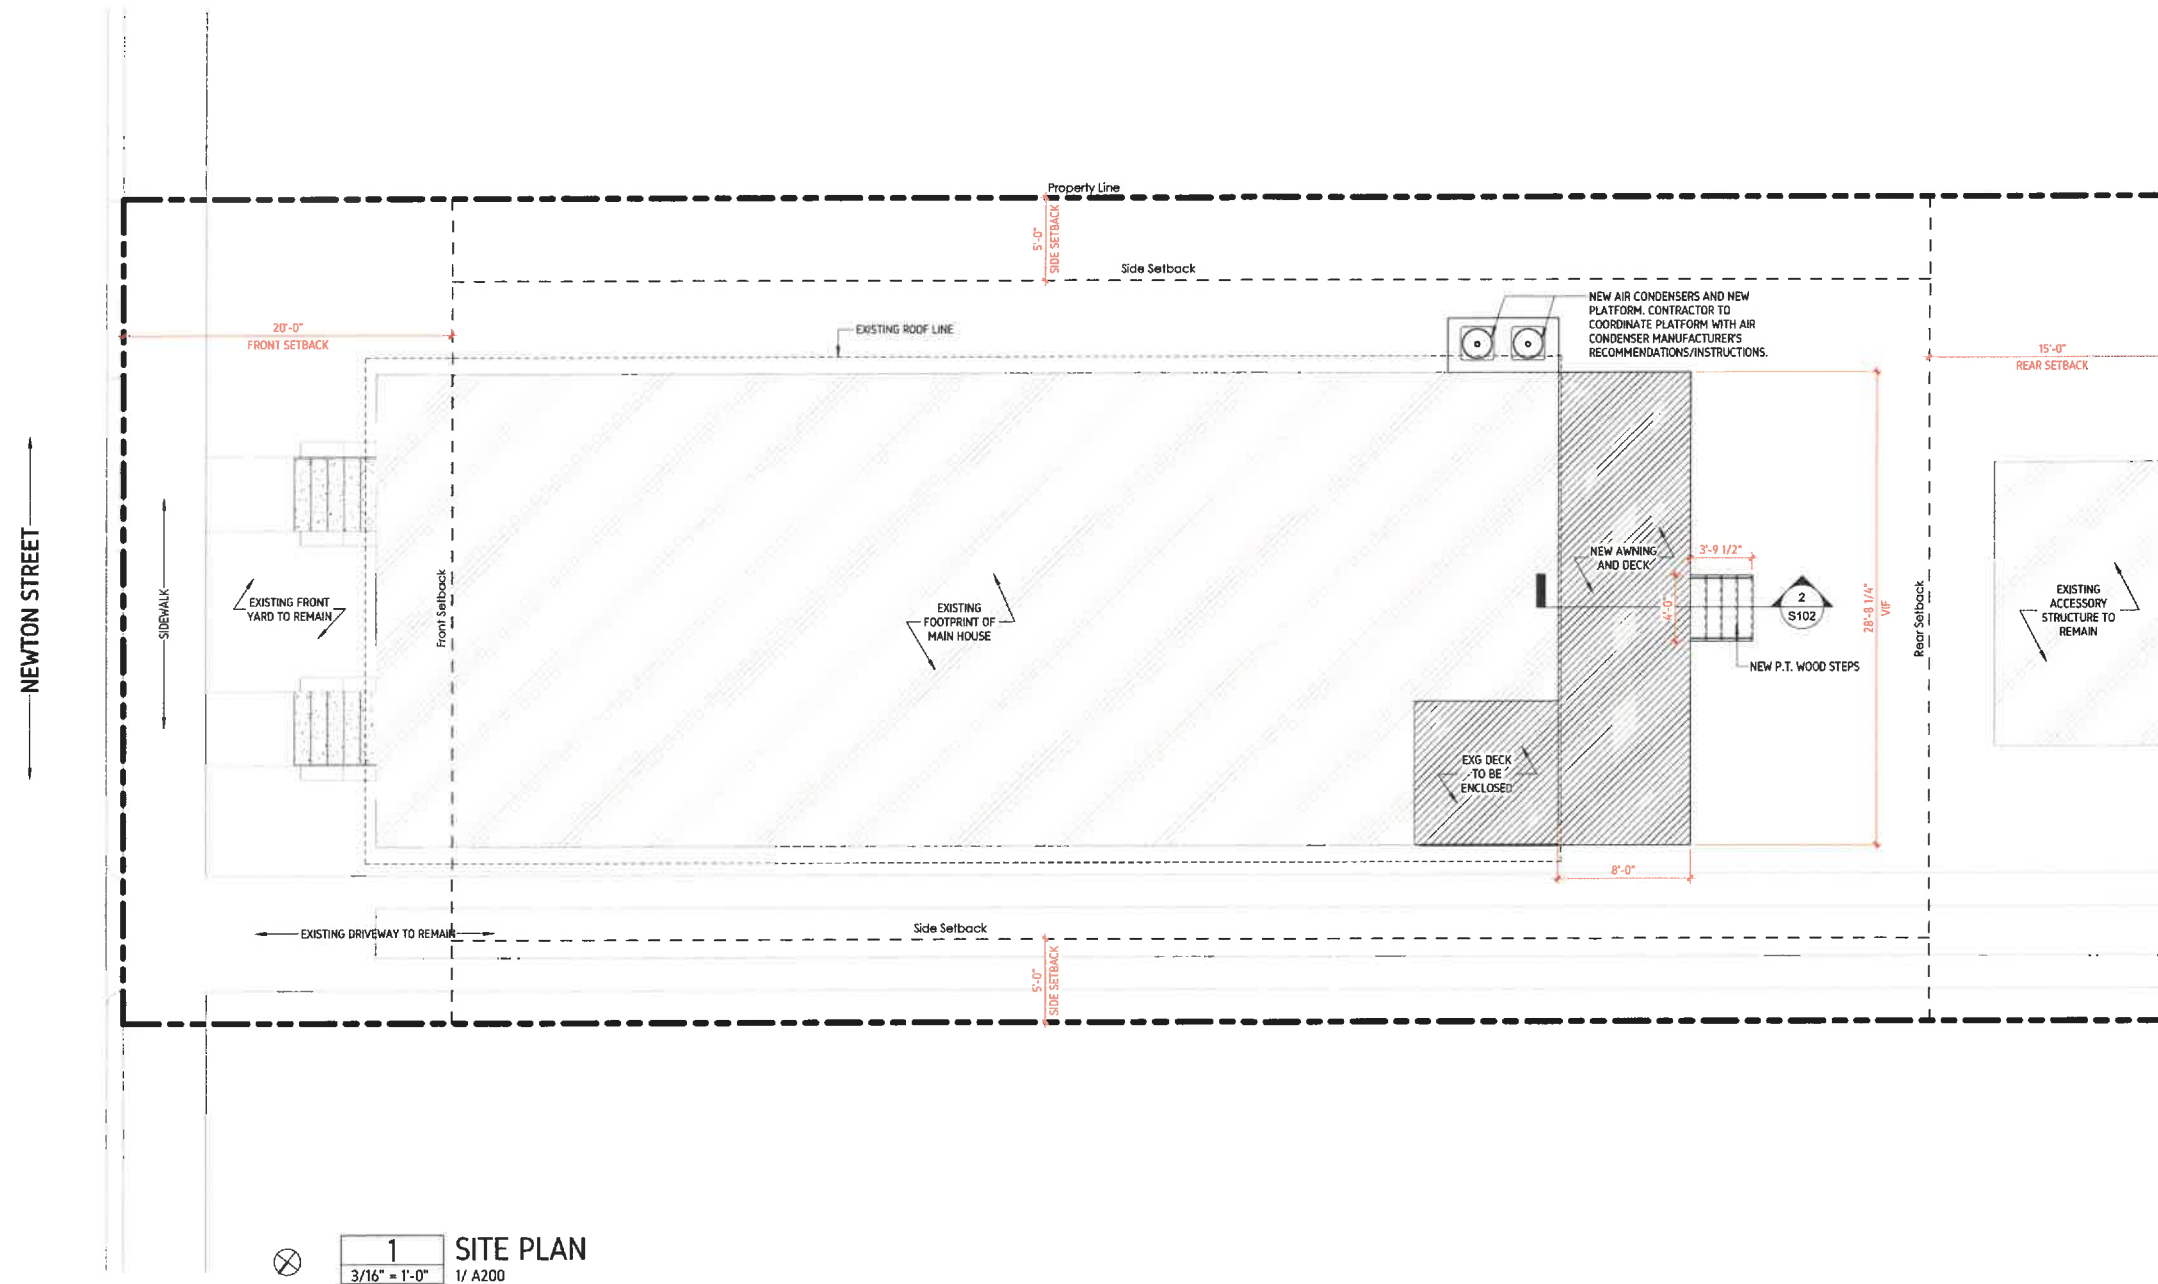 Property Line
5'-0"
SIDE SETBACK
Side Setback
NEW AIR CONDENSERS AND NEW
PLATFORM. CONTRACTOR TO
COORDINATE PLATFORM WITH AIR
CONDENSER MANUFACTURER'S
RECOMMENDATIONS/INSTRUCTIONS.
20'-0"
FRONT SETBACK
EXISTING ROOF LINE
15'-0"
REAR SETBACK
NEWTON STREET
SIDEWALK
EXISTING FRONT
YARD TO REMAIN
Front Setback
EXISTING
FOOTPRINT OF
MAIN HOUSE
NEW AWNING
AND DECK
3'-9 1/2"
4'-0"
2
S102
28'-8 1/4"
VIF
Rear Setback
EXISTING
ACCESSORY
STRUCTURE TO
REMAIN
NEW P.T. WOOD STEPS
EXG DECK
TO BE
ENCLOSED
8'-0"
EXISTING DRIVEWAY TO REMAIN
Side Setback
5'-0"
SIDE SETBACK
1
3/16" = 1'-0"
SITE PLAN
1/ A200